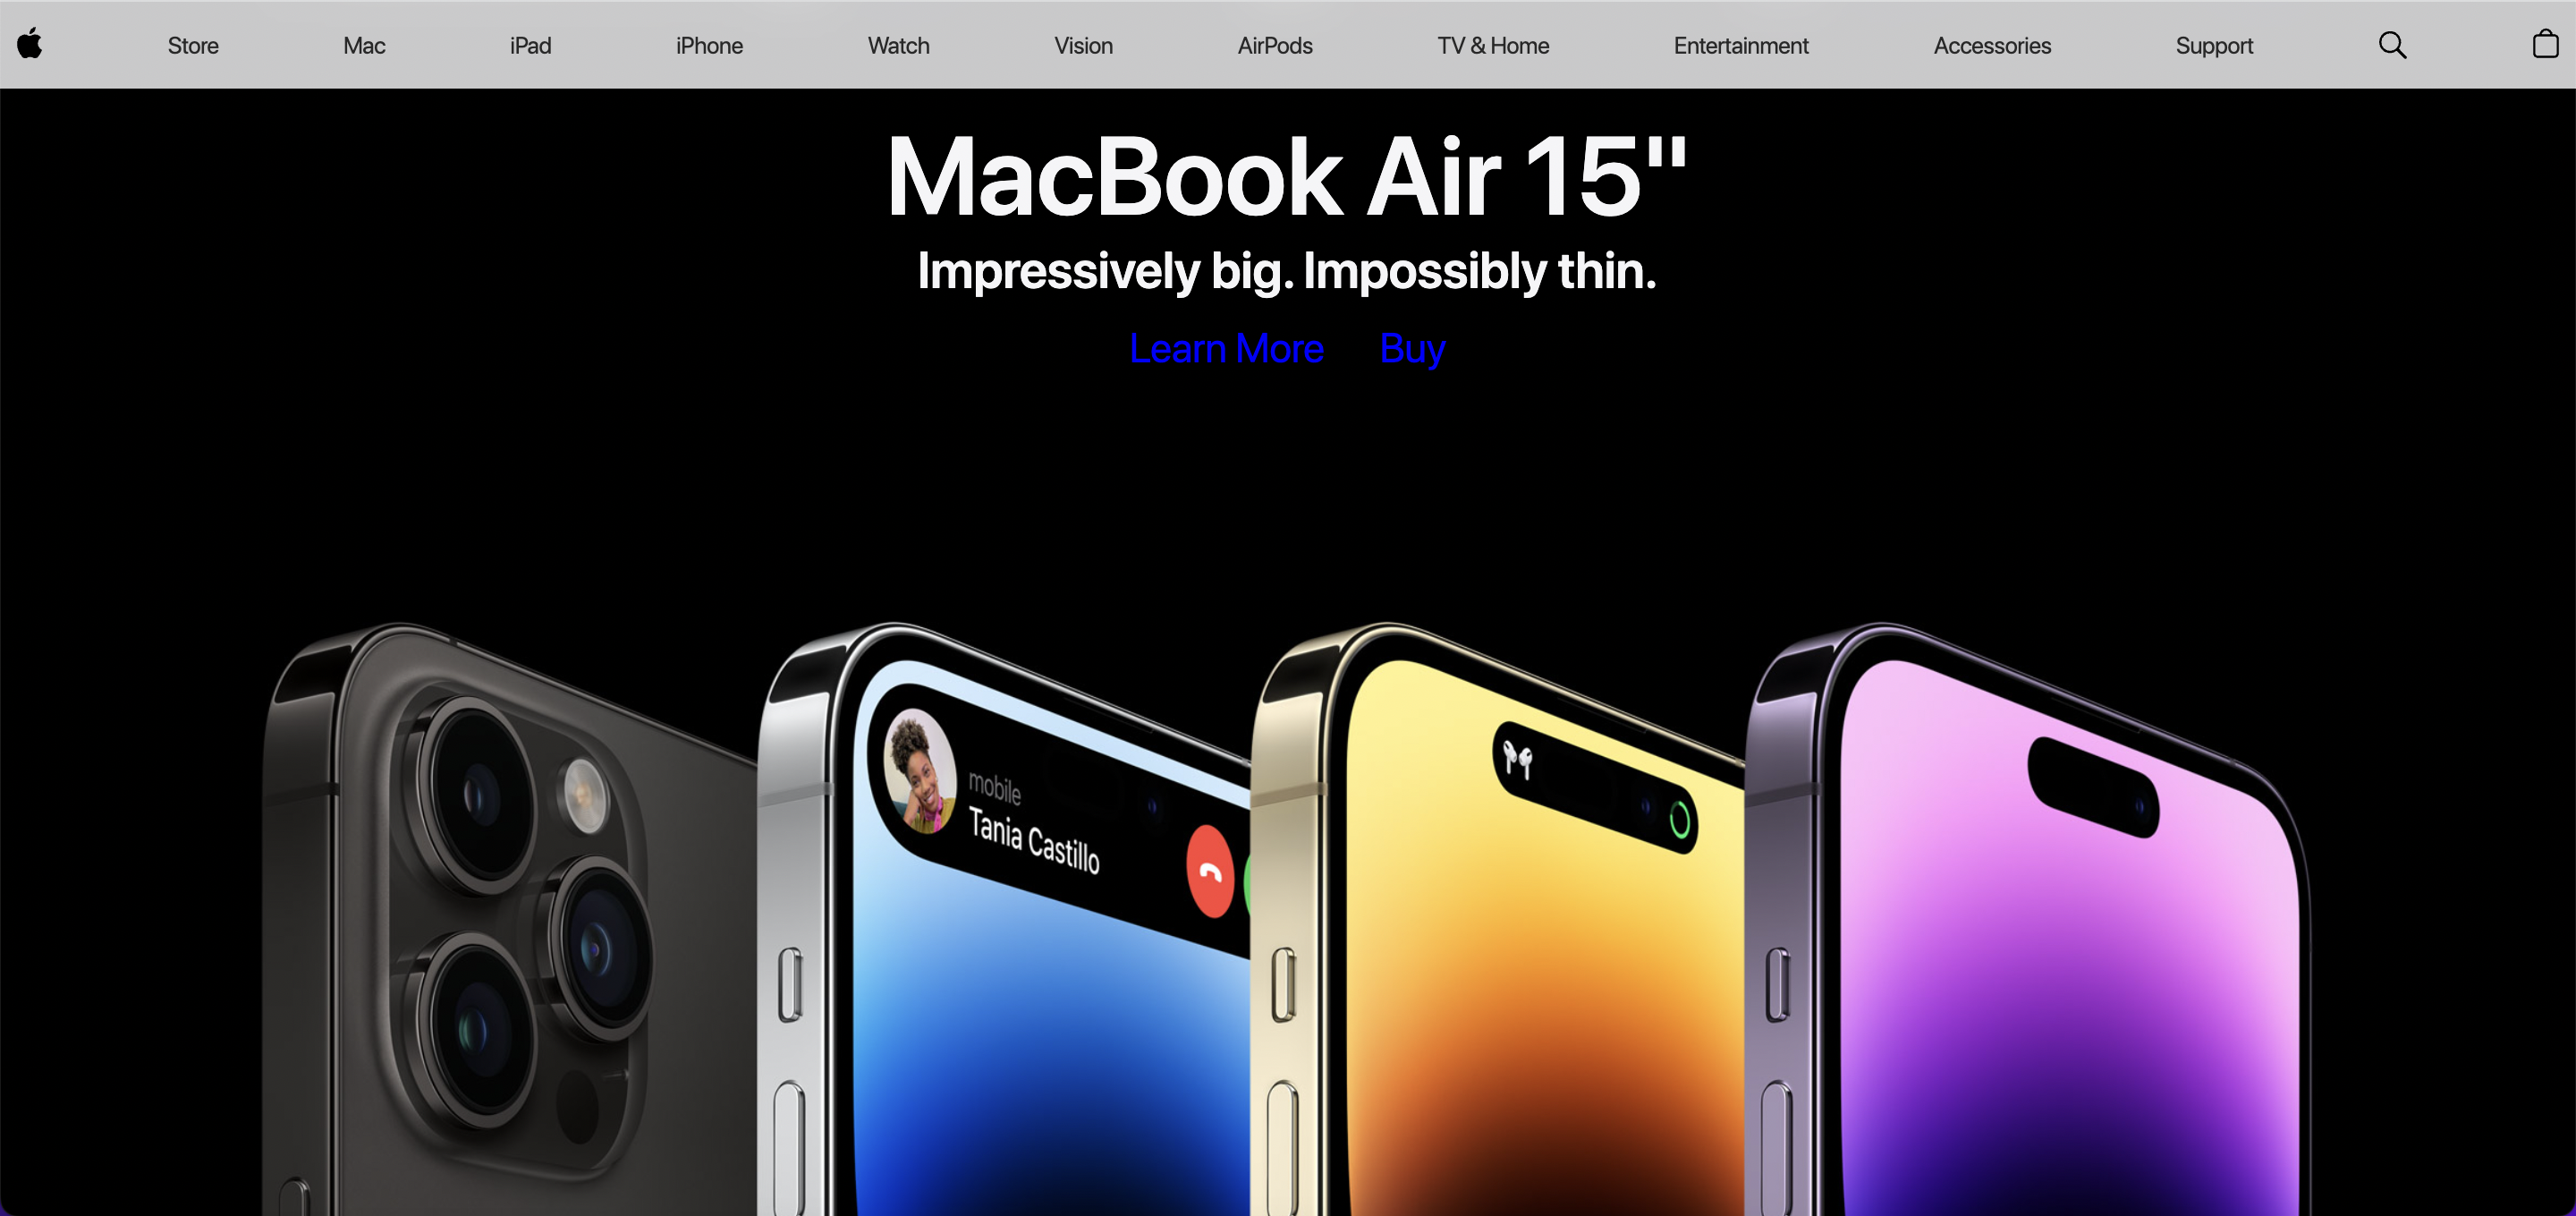 Store Mac iPad iPhone Watch Vision AirPods TV & Home Entertainment Accessories Support
MacBook Air 15"
Impressively big. Impossibly thin.
Learn More Buy
mobile
Tania Castillo